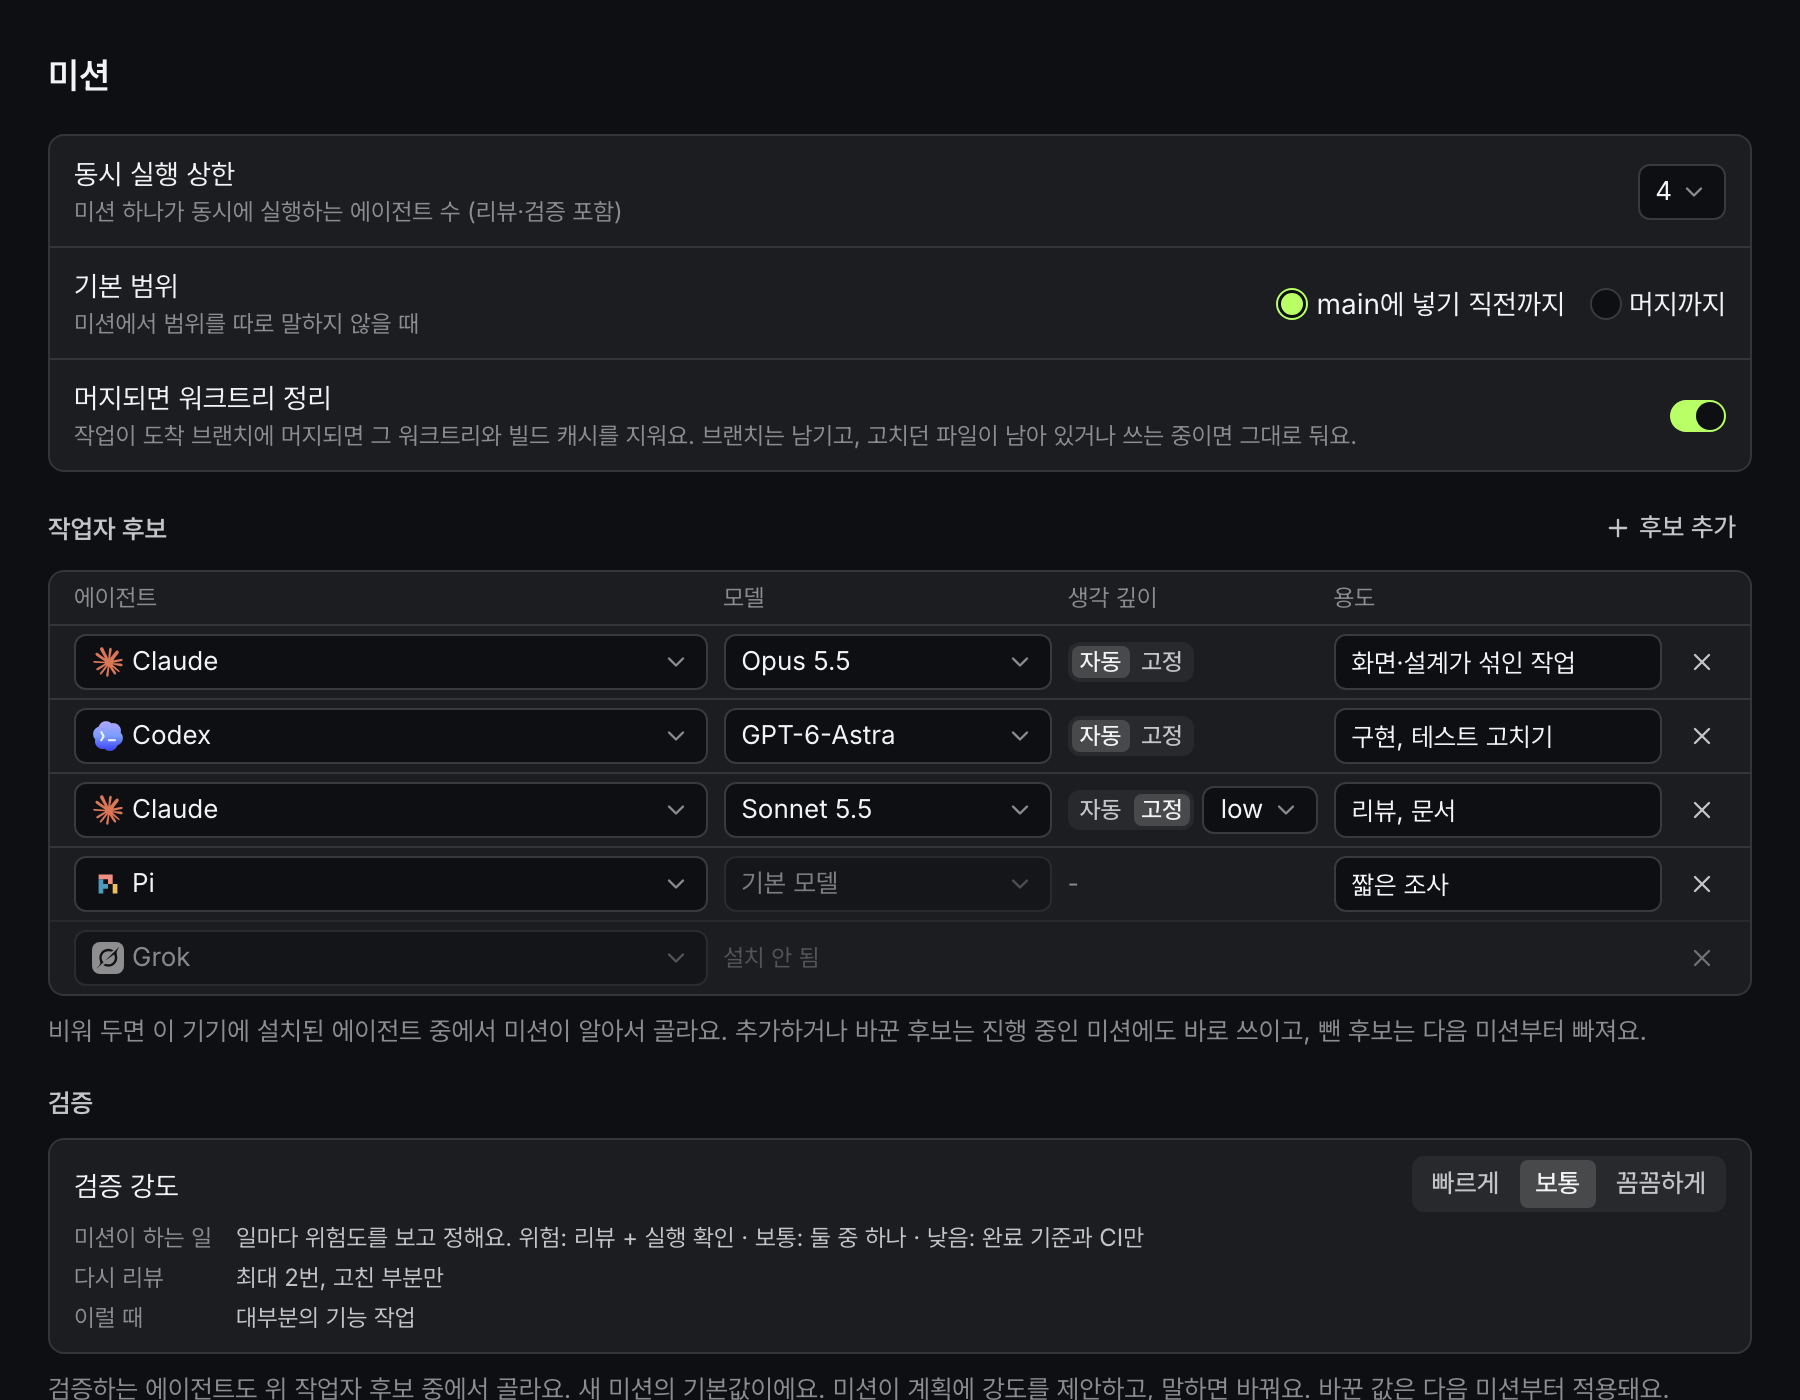 미션
동시 실행 상한
미션 하나가 동시에 실행하는 에이전트 수 (리뷰·검증 포함)
4
기본 범위
미션에서 범위를 따로 말하지 않을 때
main에 넣기 직전까지
머지까지
머지되면 워크트리 정리
작업이 도착 브랜치에 머지되면 그 워크트리와 빌드 캐시를 지워요. 브랜치는 남기고, 고치던 파일이 남아 있거나 쓰는 중이면 그대로 둬요.
작업자 후보
+ 후보 추가
에이전트 모델 생각 깊이 용도
Claude Opus 5.5 자동 고정 화면·설계가 섞인 작업
Codex GPT-6-Astra 자동 고정 구현, 테스트 고치기
Claude Sonnet 5.5 자동 고정 low 리뷰, 문서
Pi 기본 모델 - 짧은 조사
Grok 설치 안 됨
비워 두면 이 기기에 설치된 에이전트 중에서 미션이 알아서 골라요. 추가하거나 바꾼 후보는 진행 중인 미션에도 바로 쓰이고, 뺀 후보는 다음 미션부터 빠져요.
검증
검증 강도
빠르게 보통 꼼꼼하게
미션이 하는 일 일마다 위험도를 보고 정해요. 위험: 리뷰 + 실행 확인 · 보통: 둘 중 하나 · 낮음: 완료 기준과 CI만
다시 리뷰 최대 2번, 고친 부분만
이럴 때 대부분의 기능 작업
검증하는 에이전트도 위 작업자 후보 중에서 골라요. 새 미션의 기본값이에요. 미션이 계획에 강도를 제안하고, 말하면 바꿔요. 바꾼 값은 다음 미션부터 적용돼요.